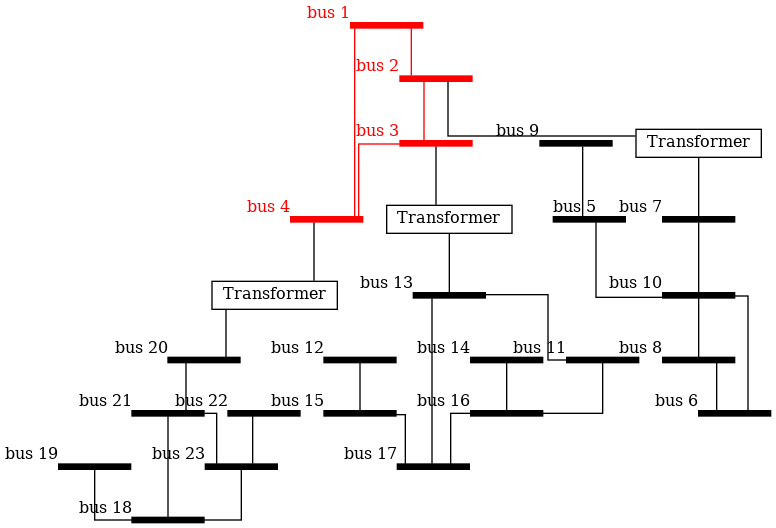 bus 1
bus 2
bus 3
bus 9
Transformer
bus 4
Transformer
bus 5
bus 7
Transformer
bus 13
bus 10
bus 20
bus 12
bus 14
bus 11
bus 8
bus 21
bus 22
bus 15
bus 16
bus 6
bus 19
bus 23
bus 17
bus 18